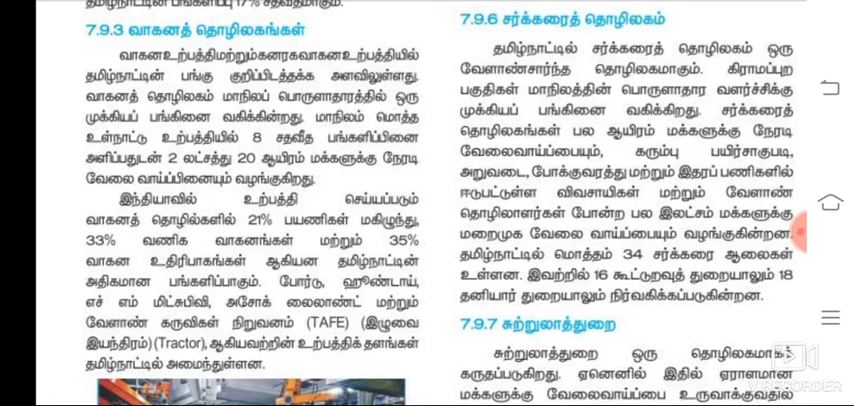 தமிழ்நாட்டின் பங்களிப்பு 17% சதவீதமாகும்.
7.9.3 வாகனத் தொழிலகங்கள்
வாகனஉற்பத்திமற்றும்கனரகவாகனஉற்பத்தியில்
தமிழ்நாட்டின் பங்கு குறிப்பிடத்தக்க அளவிலுள்ளது.
வாகனத் தொழிலகம் மாநிலப் பொருளாதாரத்தில் ஒரு
முக்கியப் பங்கினை வகிக்கின்றது. மாநிலம் மொத்த
உள்நாட்டு உற்பத்தியில் 8 சதவீத பங்களிப்பினை
அளிப்பதுடன் 2 லட்சத்து 20 ஆயிரம் மக்களுக்கு நேரடி
வேலை வாய்ப்பினையும் வழங்குகிறது.
இந்தியாவில் உற்பத்தி செய்யப்படும்
வாகனத் தொழில்களில் 21% பயணிகள் மகிழுந்து,
33% வணிக வாகனங்கள் மற்றும் 35%
வாகன உதிரிபாகங்கள் ஆகியன தமிழ்நாட்டின்
அதிகமான பங்களிப்பாகும். போர்டு, ஹூண்டாய்,
எச் எம் மிட்சுபிவி, அசோக் லைலாண்ட் மற்றும்
வேளாண் கருவிகள் நிறுவனம் (TAFE) (இழுவை
இயந்திரம்) (Tractor), ஆகியவற்றின் உற்பத்திக் தளங்கள்
தமிழ்நாட்டில் அமைந்துள்ளன.
7.9.6 சர்க்கரைத் தொழிலகம்
தமிழ்நாட்டில் சர்க்கரைத் தொழிலகம் ஒரு
வேளாண்சார்ந்த தொழிலகமாகும். கிராமப்புற
பகுதிகள் மாநிலத்தின் பொருளாதார வளர்ச்சிக்கு
முக்கியப் பங்கினை வகிக்கிறது. சர்க்கரைத்
தொழிலகங்கள் பல ஆயிரம் மக்களுக்கு நேரடி
வேலைவாய்ப்பையும், கரும்பு பயிர்சாகுபடி,
அறுவடை, போக்குவரத்து மற்றும் இதரப் பணிகளில்
ஈடுபட்டுள்ள விவசாயிகள் மற்றும் வேளாண்
தொழிலாளர்கள் போன்ற பல இலட்சம் மக்களுக்கு
மறைமுக வேலை வாய்ப்பையும் வழங்குகின்றன.
தமிழ்நாட்டில் மொத்தம் 34 சர்க்கரை ஆலைகள்
உள்ளன. இவற்றில் 16 கூட்டுறவுத் துறையாலும் 18
தனியார் துறையாலும் நிர்வகிக்கப்படுகின்றன.
7.9.7 சுற்றுலாத்துறை
சுற்றுலாத்துறை ஒரு தொழிலகமாகக்
கருதப்படுகிறது. ஏனெனில் இதில் ஏராளமான
மக்களுக்கு வேலைவாய்ப்பை உருவாக்குவதில்
V.RECORDER